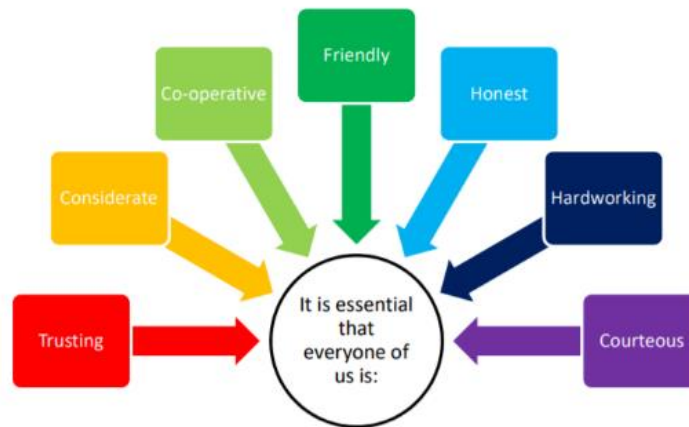 Friendly
Co-operative
Honest
Considerate
Hardworking
Trusting
Courteous
It is essential
that
everyone of
us is: